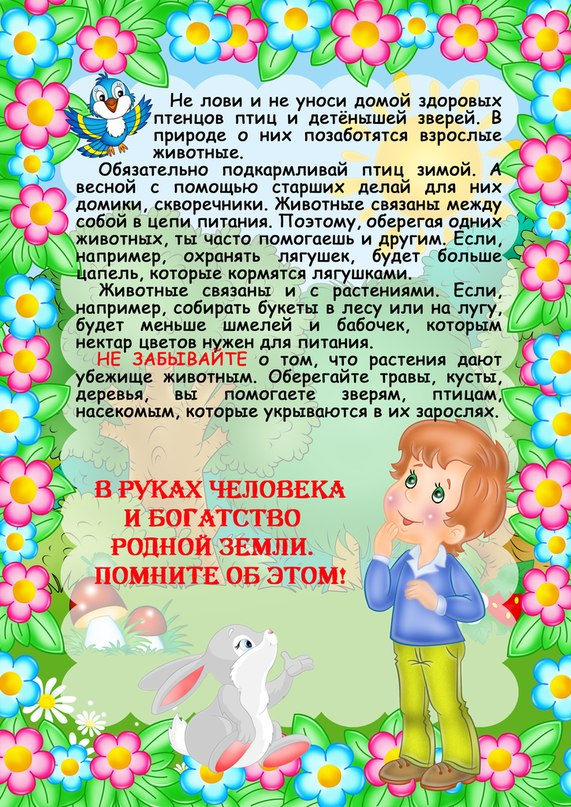 Не лови и не уноси домой здоровых
птенцов птиц и детёнышей зверей. В
природе о них позаботятся взрослые
животные.
Обязательно подкармливай птиц зимой. А
весной с помощью старших делай для них
домики, скворечники. Животные связаны между
собой в цепи питания. Поэтому, оберегая одних
животных, ты часто помогаешь и другим. Если,
например, охранять лягушек, будет больше
цапель, которые кормятся лягушками.
Животные связаны и с растениями. Если,
например, собирать букеты в лесу или на лугу,
будет меньше шмелей и бабочек, которым
нектар цветов нужен для питания.
НЕ ЗАБЫВАЙТЕ о том, что растения дают
убежище животным. Оберегайте травы, кусты,
деревья, вы помогаете зверям, птицам,
насекомым, которые укрываются в их зарослях.
В РУКАХ ЧЕЛОВЕКА
И БОГАТСТВО
РОДНОЙ ЗЕМЛИ.
ПОМНИТЕ ОБ ЭТОМ!